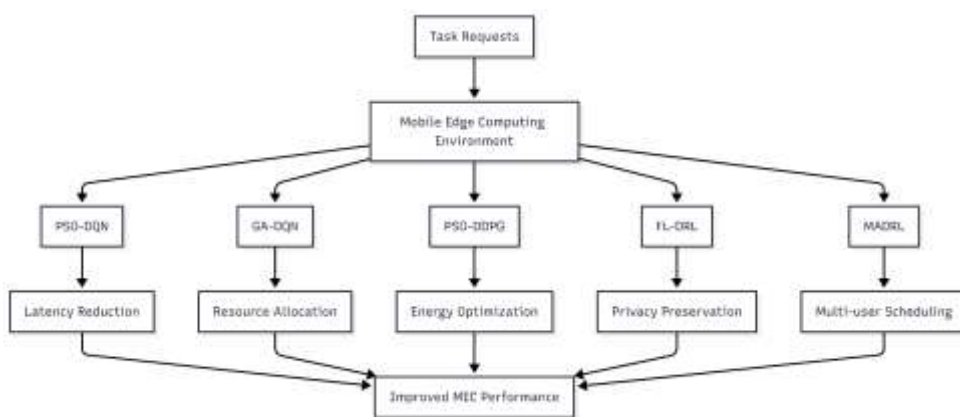 Task Requests
Mobile Edge Computing
Environment
PSO-DQN
GA-DQN
PSO-DDPG
FL-DRL
MADRL
Latency Reduction
Resource Allocation
Energy Optimization
Privacy Preservation
Multi-user Scheduling
Improved MEC Performance